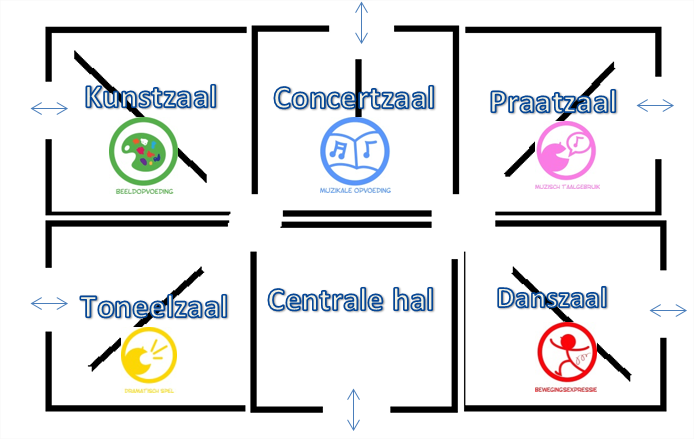 Kunstzaal
BEELDOPVOEDING
Concertzaal
MUZIKALE OPVOEDING
Praatzaal
MUZISCH TAALGEBRUIK
Toneelzaal
DRAMATISCH SPEL
Centrale hal
Danszaal
BEWEGINGSEXPRESSIE